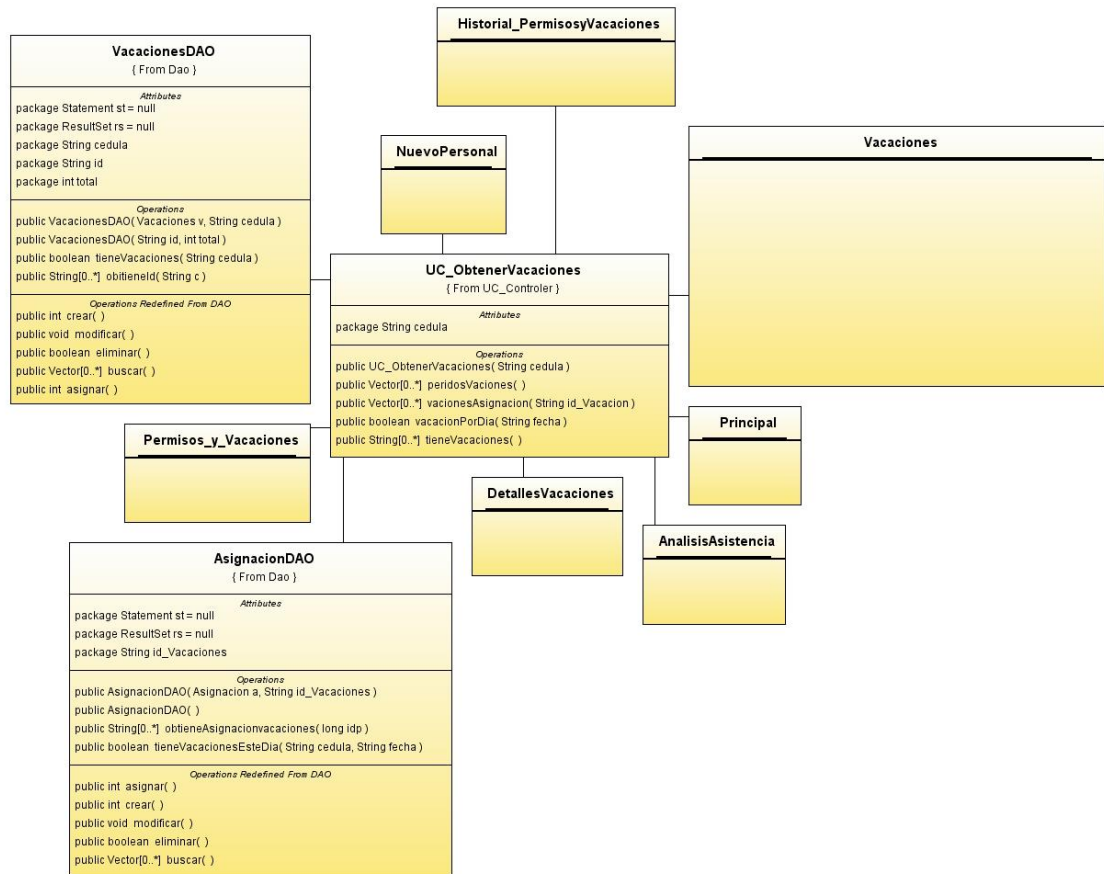 Historial_PermisosyVacaciones
VacacionesDAO
{ From Dao }
Attributes
package Statement st = null
package ResultSet rs = null
package String cedula
package String id
package int total
Operations
public VacacionesDAO( Vacaciones v, String cedula )
public VacacionesDAO( String id, int total )
public boolean tieneVacaciones( String cedula )
public String[0..*] obitieneId( String c )
Operations Redefined From DAO
public int crear( )
public void modificar( )
public boolean eliminar( )
public Vector[0..*] buscar( )
public int asignar( )
NuevoPersonal
Vacaciones
UC_ObtenerVacaciones
{ From UC_Controler }
Attributes
package String cedula
Operations
public UC_ObtenerVacaciones( String cedula )
public Vector[0..*] peridosVaciones( )
public Vector[0..*] vacionesAsignacion( String id_Vacacion )
public boolean vacacionPorDia( String fecha )
public String[0..*] tieneVacaciones( )
Permisos_y_Vacaciones
Principal
DetallesVacaciones
AnalisisAsistencia
AsignacionDAO
{ From Dao }
Attributes
package Statement st = null
package ResultSet rs = null
package String id_Vacaciones
Operations
public AsignacionDAO( Asignacion a, String id_Vacaciones )
public AsignacionDAO( )
public String[0..*] obtieneAsignacionvacaciones( long idp )
public boolean tieneVacacionesEsteDia( String cedula, String fecha )
Operations Redefined From DAO
public int asignar( )
public int crear( )
public void modificar( )
public boolean eliminar( )
public Vector[0..*] buscar( )